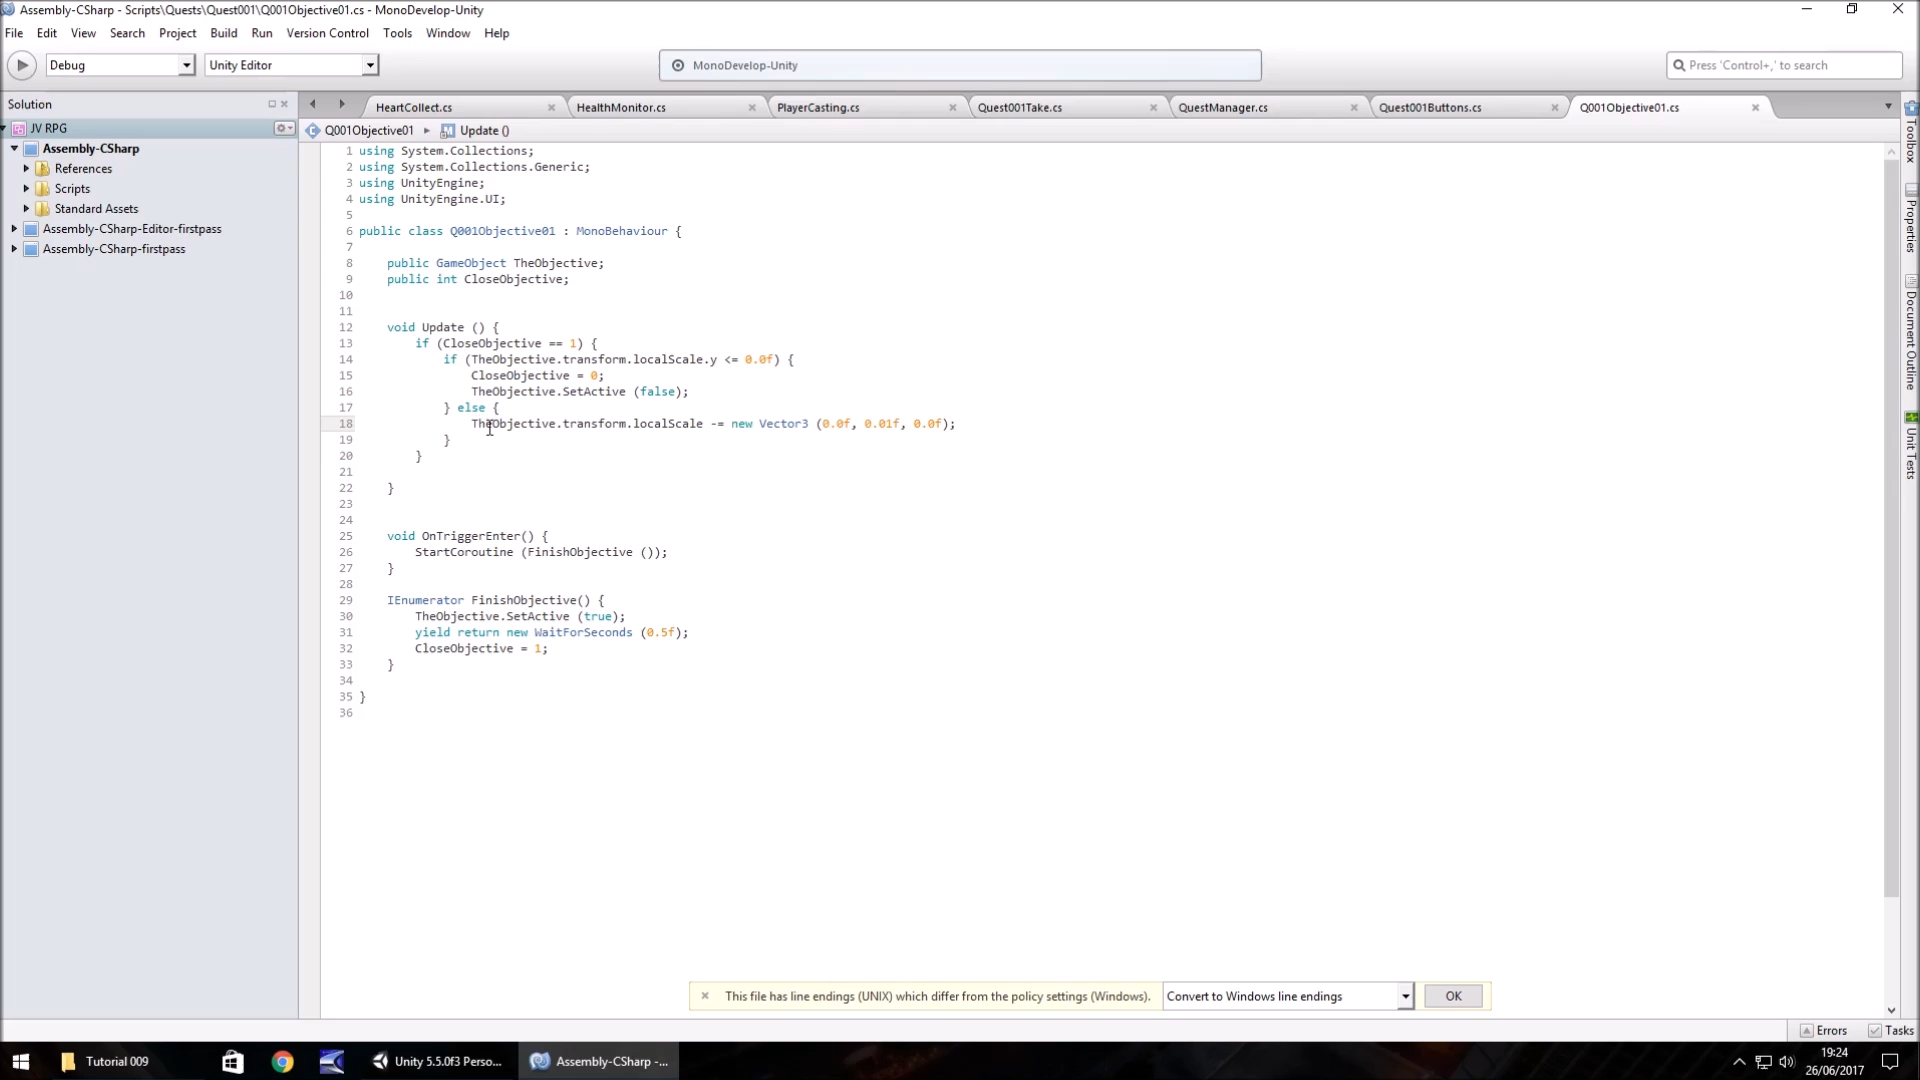 Assembly-CSharp - Scripts\Quests\Quest001\Q001Objective01.cs - MonoDevelop-Unity
File Edit View Search Project Build Run Version Control Tools Window Help
Debug Unity Editor MonoDevelop-Unity Press 'Control+,' to search
Solution HeartCollect.cs HealthMonitor.cs PlayerCasting.cs Quest001Take.cs QuestManager.cs Quest001Buttons.cs Q001Objective01.cs
JV RPG
Assembly-CSharp
References
Scripts
Standard Assets
Assembly-CSharp-Editor-firstpass
Assembly-CSharp-firstpass
Q001Objective01 Update ()
1 using System.Collections;
2 using System.Collections.Generic;
3 using UnityEngine;
4 using UnityEngine.UI;
5
6 public class Q001Objective01 : MonoBehaviour {
7
8 public GameObject TheObjective;
9 public int CloseObjective;
10
11
12 void Update () {
13 if (CloseObjective == 1) {
14 if (TheObjective.transform.localScale.y <= 0.0f) {
15 CloseObjective = 0;
16 TheObjective.SetActive (false);
17 } else {
18 TheObjective.transform.localScale -= new Vector3 (0.0f, 0.01f, 0.0f);
19 }
20 }
21
22 }
23
24
25 void OnTriggerEnter() {
26 StartCoroutine (FinishObjective ());
27 }
28
29 IEnumerator FinishObjective() {
30 TheObjective.SetActive (true);
31 yield return new WaitForSeconds (0.5f);
32 CloseObjective = 1;
33 }
34
35 }
36
Toolbox
Properties
Document Outline
Unit Tests
This file has line endings (UNIX) which differ from the policy settings (Windows). Convert to Windows line endings OK
Errors Tasks
Tutorial 009 Unity 5.5.0f3 Perso... Assembly-CSharp -...
19:24
26/06/2017